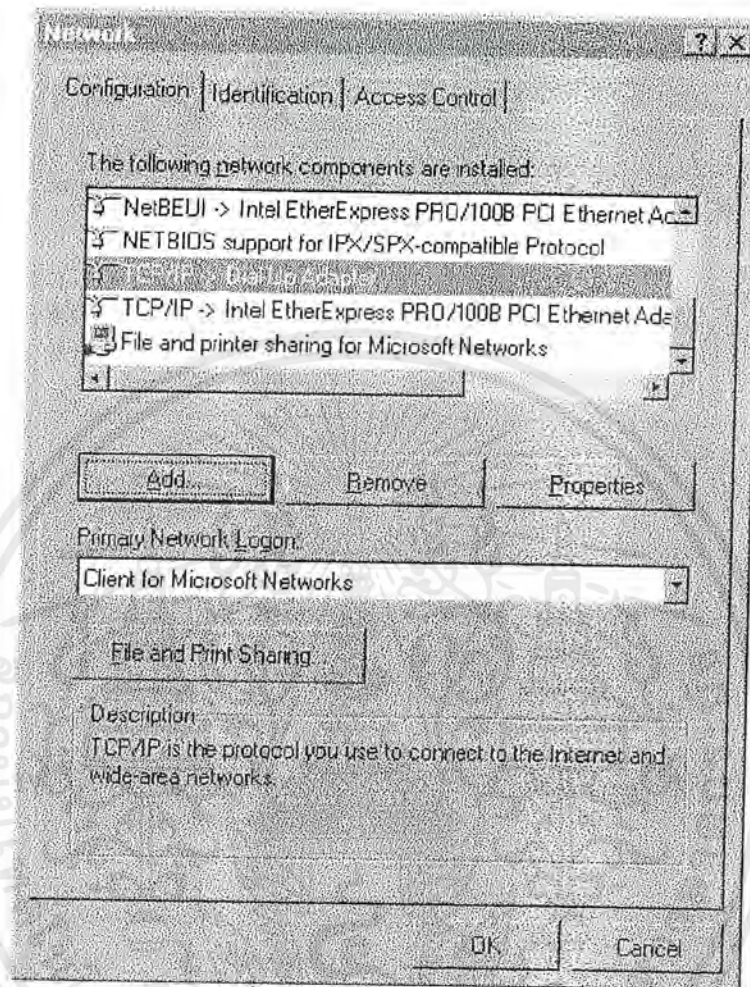 Network
? ×
Configuration Identification Access Control
The following network components are installed:
NetBEUI -> Intel EtherExpress PRO/100B PCI Ethernet Ac
NETBIOS support for IPX/SPX-compatible Protocol
TCP/IP -> Dial-Up Adapter
TCP/IP -> Intel EtherExpress PRO/100B PCI Ethernet Ada
File and printer sharing for Microsoft Networks
Add... Remove Properties
Primary Network Logon:
Client for Microsoft Networks
File and Print Sharing...
Description
TCP/IP is the protocol you use to connect to the Internet and
wide-area networks.
OK Cancel